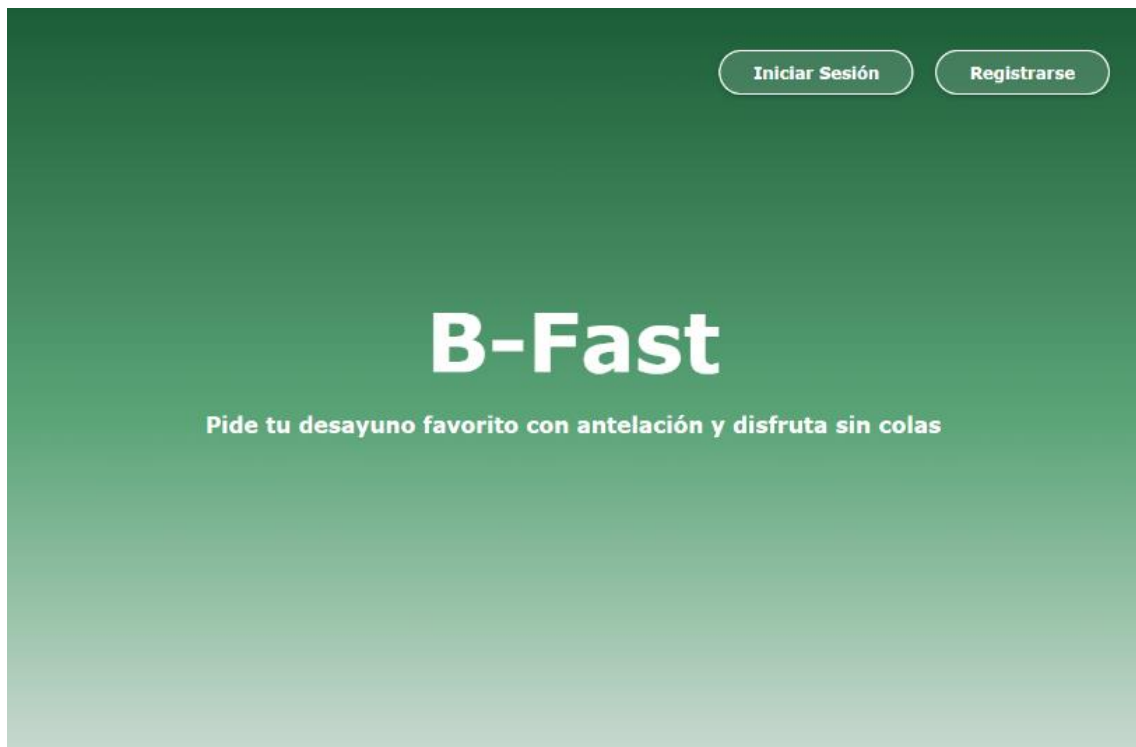 Iniciar Sesión
Registrarse
B-Fast
Pide tu desayuno favorito con antelación y disfruta sin colas